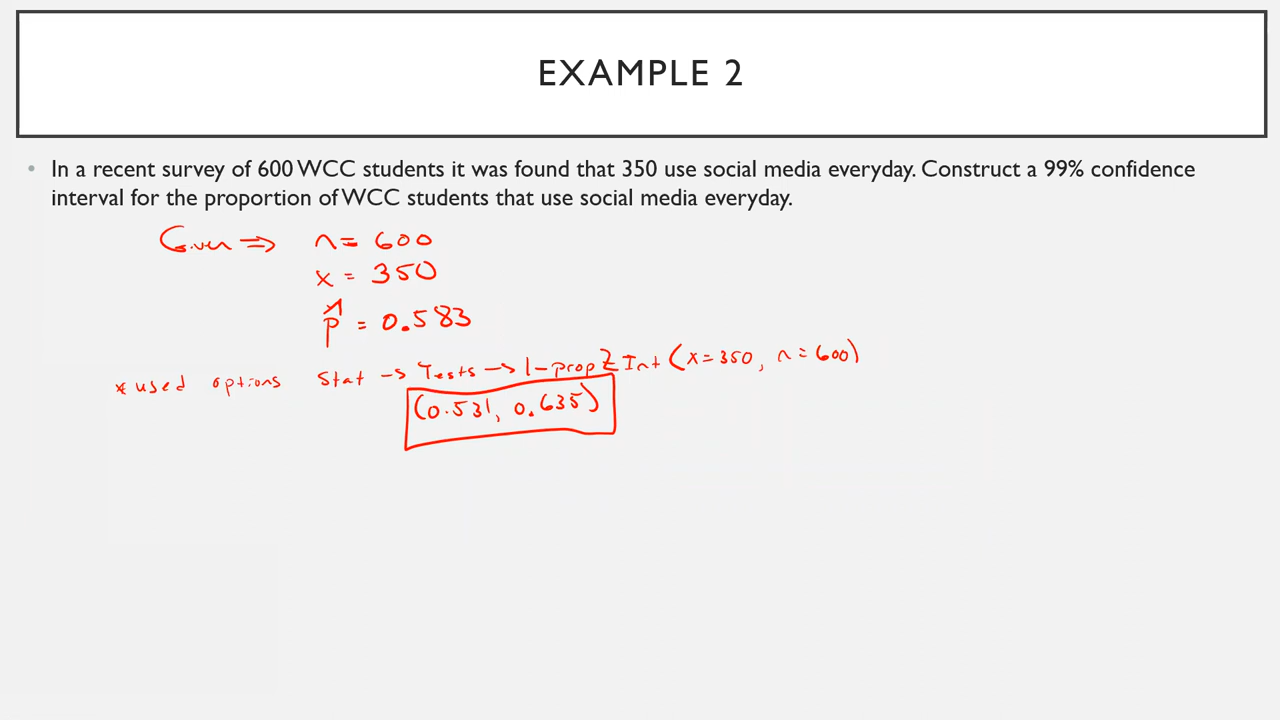 EXAMPLE 2
• In a recent survey of 600 WCC students it was found that 350 use social media everyday. Construct a 99% confidence
interval for the proportion of WCC students that use social media everyday.
Given ⇒ n = 600
x = 350
p̂ = 0.583
* used options Stat → Tests → 1-prop Z Int (x = 350, n = 600)
(0.531, 0.635)